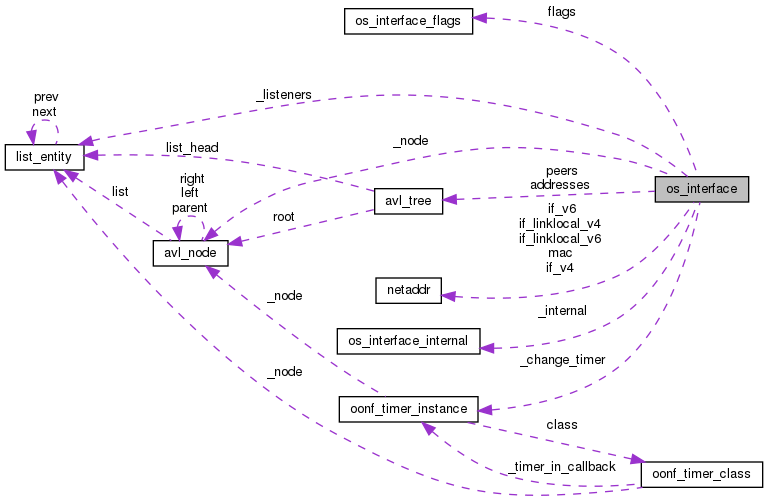 flags
os_interface_flags
_listeners
prev
next
_node
list_head
list_entity
peers
addresses
right
left
parent
list
os_interface
avl_tree
root
if_v6
if_linklocal_v4
if_linklocal_v6
mac
if_v4
avl_node
netaddr
_node
_internal
os_interface_internal
_change_timer
_node
oonf_timer_instance
class
_timer_in_callback
oonf_timer_class